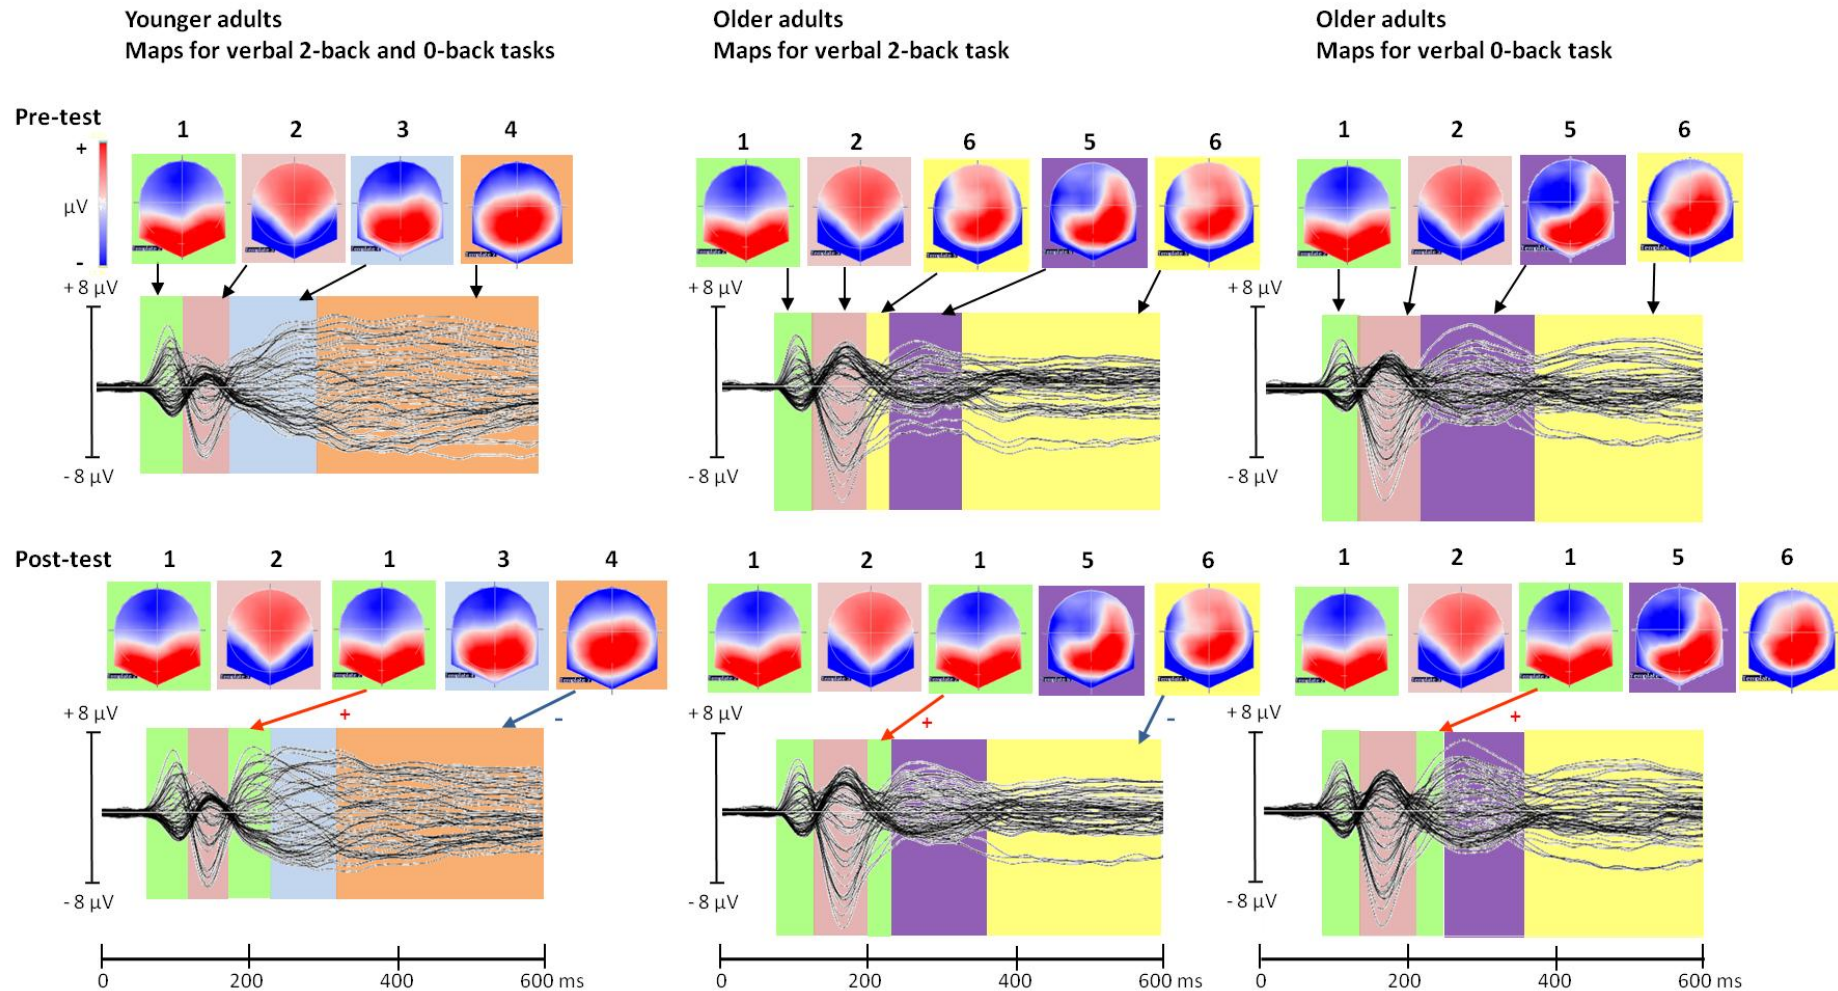 Younger adults
Maps for verbal 2-back and 0-back tasks
Older adults
Maps for verbal 2-back task
Older adults
Maps for verbal 0-back task
Pre-test
+
µV
-
1 2 3 4
1 2 6 5 6
1 2 5 6
+ 8 µV
- 8 µV
+ 8 µV
- 8 µV
+ 8 µV
- 8 µV
Post-test
1 2 1 3 4
1 2 1 5 6
1 2 1 5 6
+ 8 µV
+
-
- 8 µV
+ 8 µV
+
-
- 8 µV
+ 8 µV
+
- 8 µV
0 200 400 600 ms
0 200 400 600 ms
0 200 400 600 ms